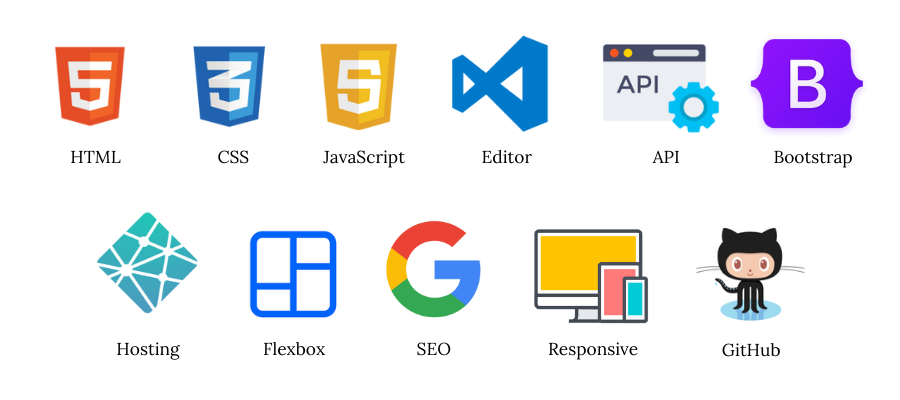 5
3
5
API
B
HTML
CSS
JavaScript
Editor
API
Bootstrap
G
Hosting
Flexbox
SEO
Responsive
GitHub